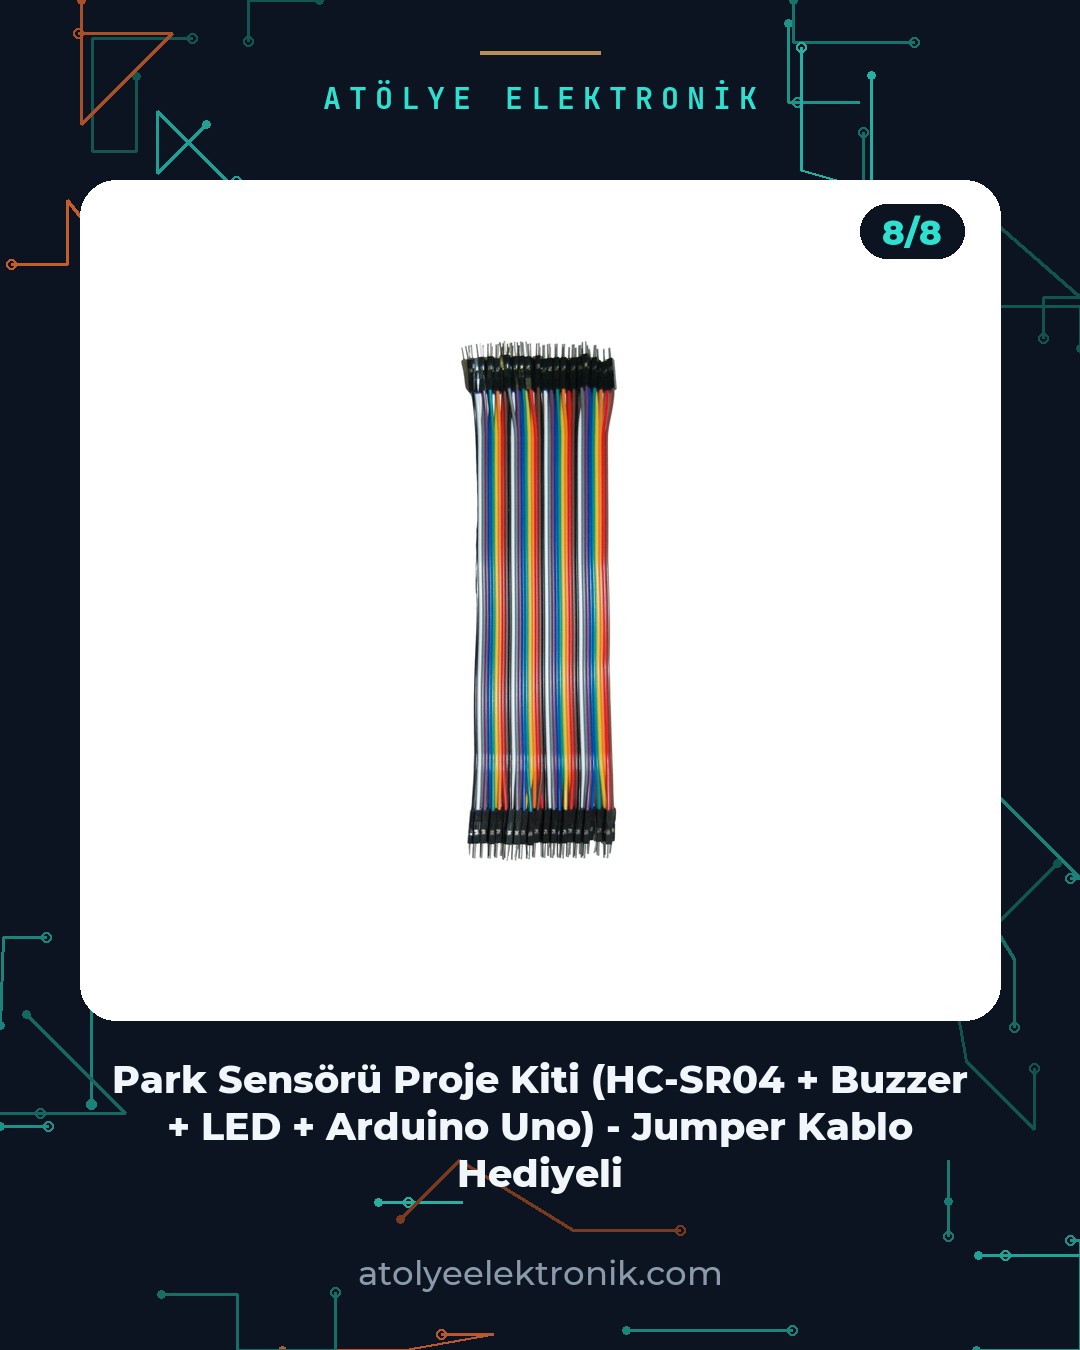 ATÖLYE ELEKTRONİK
8/8
Park Sensörü Proje Kiti (HC-SR04 + Buzzer
+ LED + Arduino Uno) - Jumper Kablo
Hediyeli
atolyeelektronik.com